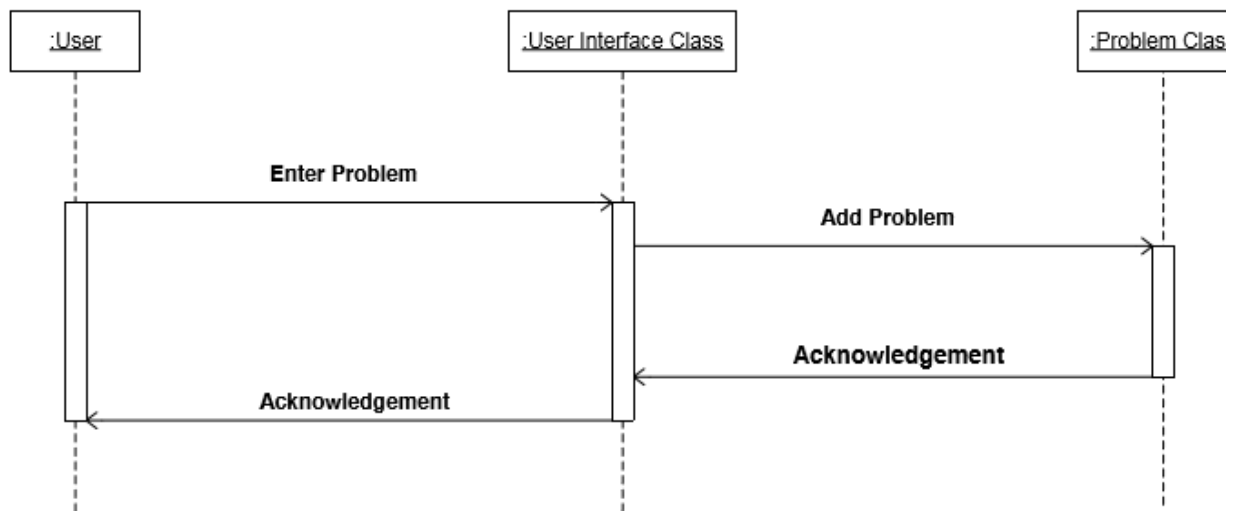 :User
:User Interface Class
:Problem Clas
Enter Problem
Add Problem
Acknowledgement
Acknowledgement